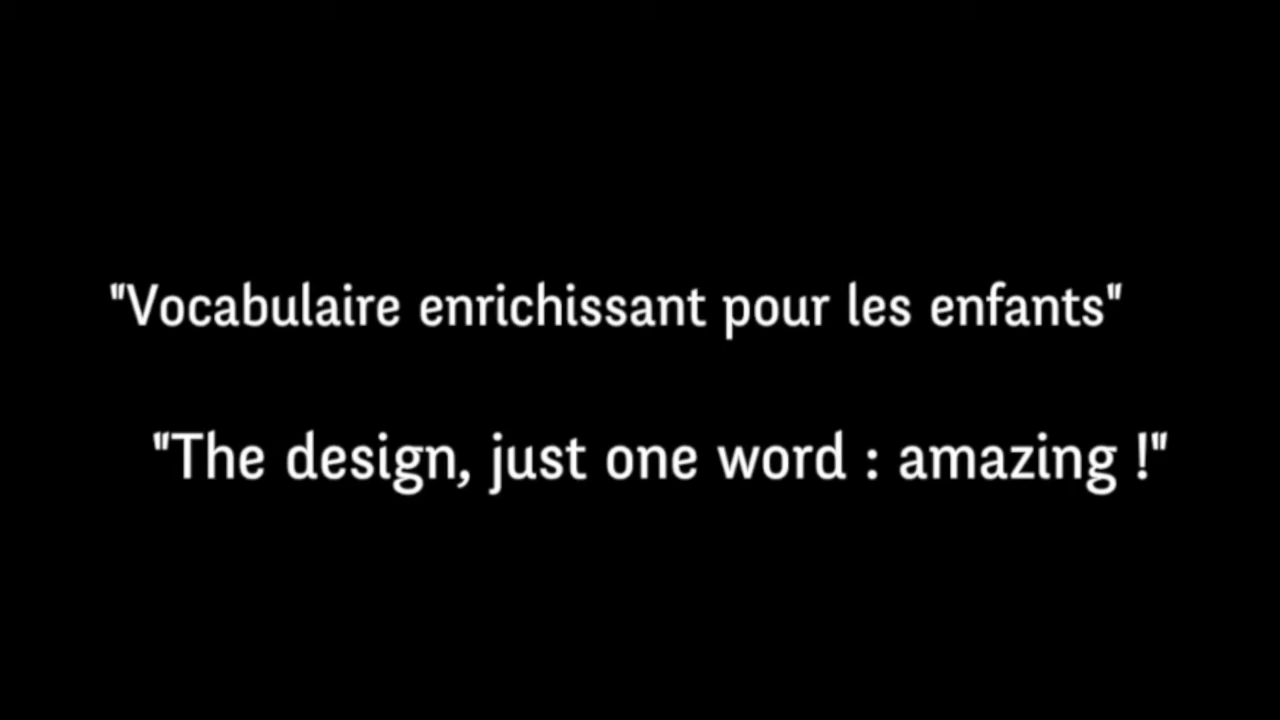 "Vocabulaire enrichissant pour les enfants"
"The design, just one word : amazing !"